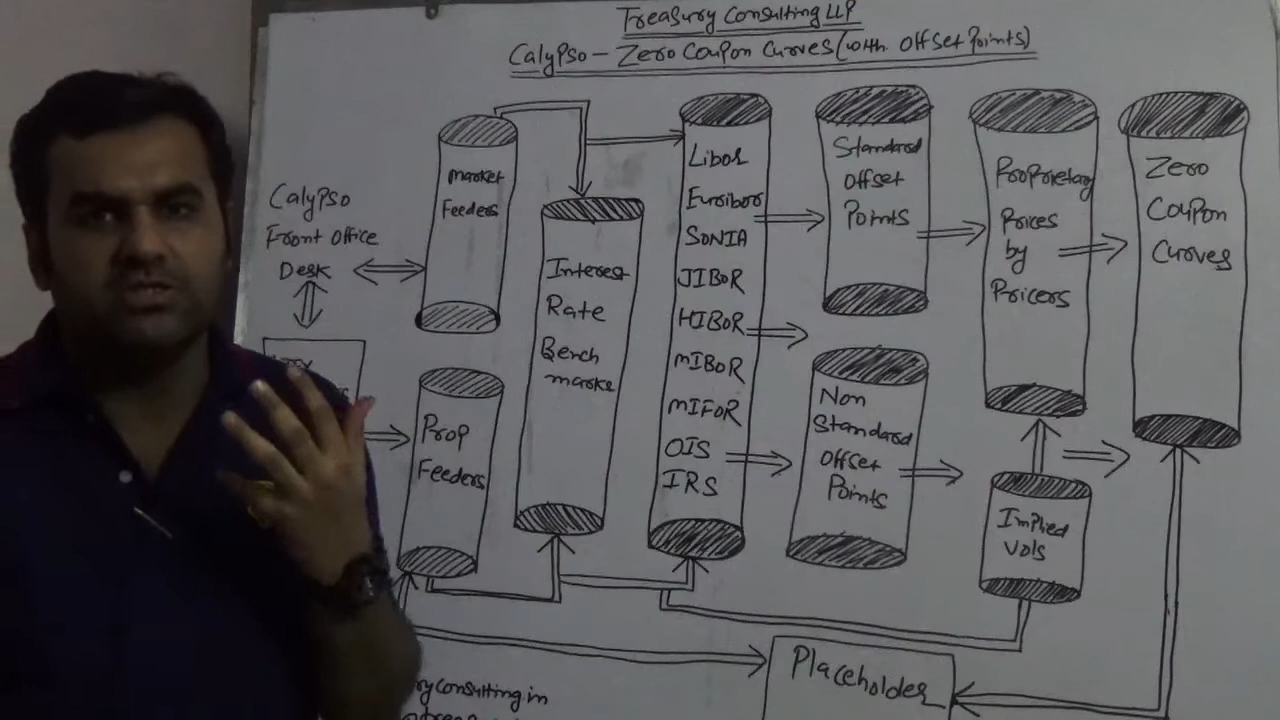 Treasury Consulting LLP
Calypso - Zero Coupon Curves (with Offset Points)
Calypso
Front Office
Desk
Market
Feeders
Prop
Feeders
Interest
Rate
Bench
marks
Libor
Euribor
SONIA
JIBOR
HIBOR
MIBOR
MIFOR
OIS
IRS
Standard
Offset
Points
Non
Standard
Offset
Points
Proprietary
Prices
by
Pricers
Implied
Vols
Zero
Coupon
Curves
Placeholder
ryconsulting.in